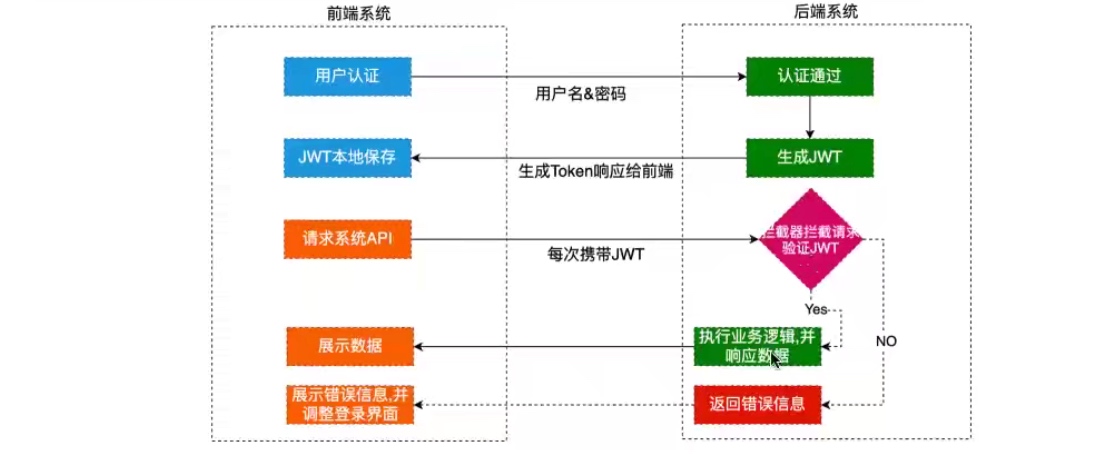 前端系统
后端系统
用户认证
用户名&密码
认证通过
JWT本地保存
生成Token响应给前端
生成JWT
请求系统API
每次携带JWT
拦截器拦截请求
验证JWT
Yes
NO
展示数据
执行业务逻辑,并
响应数据
展示错误信息,并
调整登录界面
返回错误信息